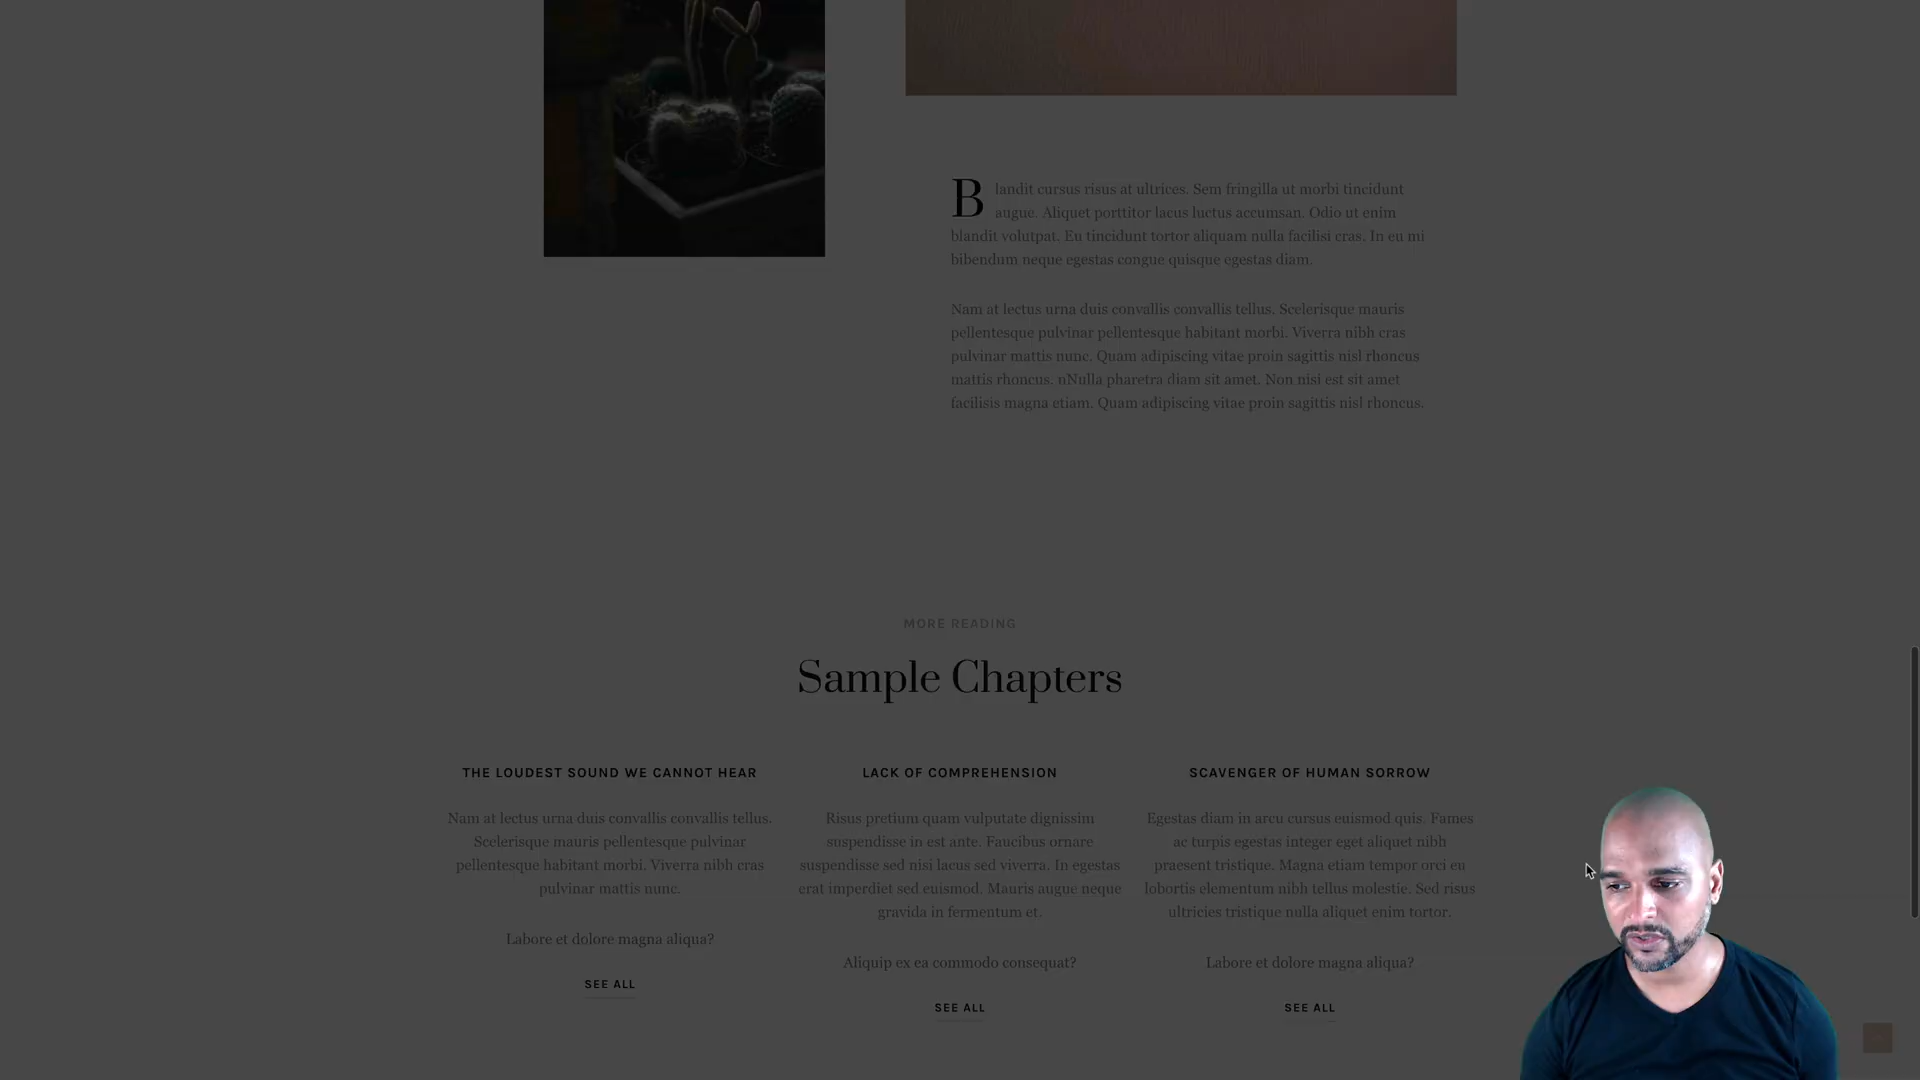 B landit cursus risus at ultrices. Sem fringilla ut morbi tincidunt
augue. Aliquet porttitor lacus luctus accumsan. Odio ut enim
blandit volutpat. Eu tincidunt tortor aliquam nulla facilisi cras. In eu mi
bibendum neque egestas congue quisque egestas diam.
Nam at lectus urna duis convallis convallis tellus. Scelerisque mauris
pellentesque pulvinar pellentesque habitant morbi. Viverra nibh cras
pulvinar mattis nunc. Quam adipiscing vitae proin sagittis nisl rhoncus
mattis rhoncus. nNulla pharetra diam sit amet. Non nisi est sit amet
facilisis magna etiam. Quam adipiscing vitae proin sagittis nisl rhoncus.
MORE READING
Sample Chapters
THE LOUDEST SOUND WE CANNOT HEAR
Nam at lectus urna duis convallis convallis tellus.
Scelerisque mauris pellentesque pulvinar
pellentesque habitant morbi. Viverra nibh cras
pulvinar mattis nunc.
Labore et dolore magna aliqua?
SEE ALL
LACK OF COMPREHENSION
Risus pretium quam vulputate dignissim
suspendisse in est ante. Faucibus ornare
suspendisse sed nisi lacus sed viverra. In egestas
erat imperdiet sed euismod. Mauris augue neque
gravida in fermentum et.
Aliquip ex ea commodo consequat?
SEE ALL
SCAVENGER OF HUMAN SORROW
Egestas diam in arcu cursus euismod quis. Fames
ac turpis egestas integer eget aliquet nibh
praesent tristique. Magna etiam tempor orci eu
lobortis elementum nibh tellus molestie. Sed risus
ultricies tristique nulla aliquet enim tortor.
Labore et dolore magna aliqua?
SEE ALL